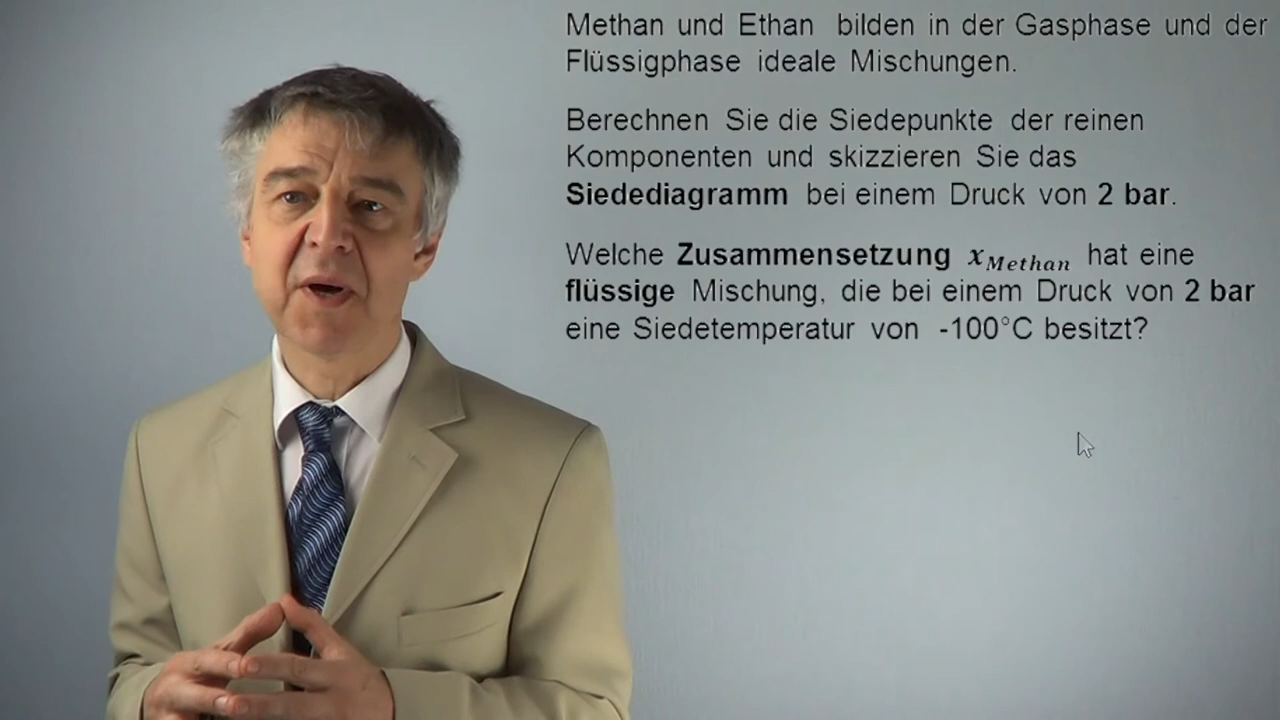 Methan und Ethan bilden in der Gasphase und der
Flüssigphase ideale Mischungen.
Berechnen Sie die Siedepunkte der reinen
Komponenten und skizzieren Sie das
Siedediagramm bei einem Druck von 2 bar.
Welche Zusammensetzung x_Methan hat eine
flüssige Mischung, die bei einem Druck von 2 bar
eine Siedetemperatur von -100°C besitzt?